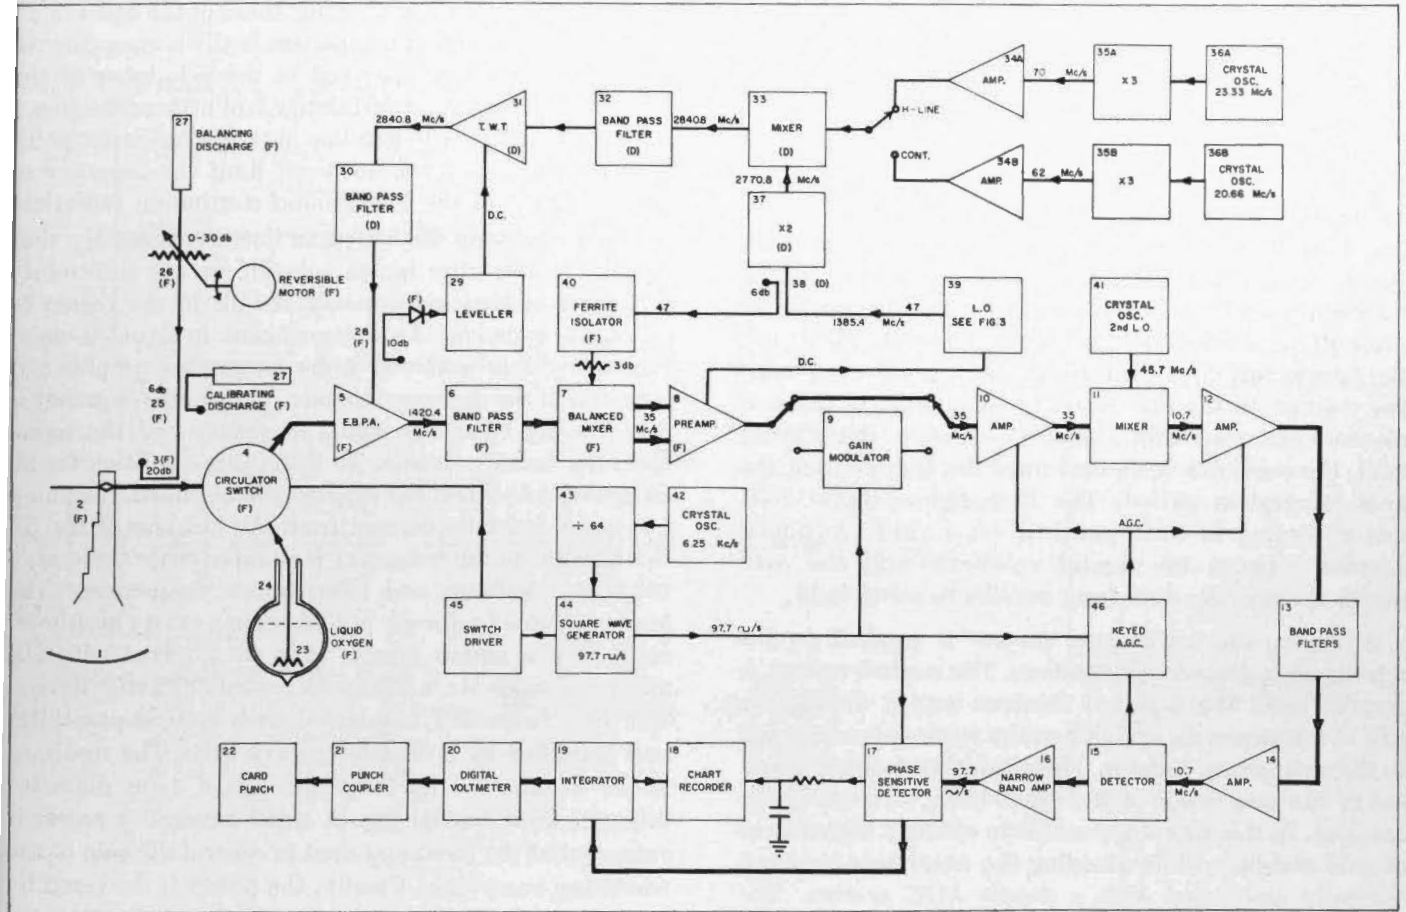 27
BALANCING
DISCHARGE (F)
0-30db
26
(F)
REVERSIBLE
MOTOR (F)
2840.8 Mc/s
31
T.W.T.
(D)
32
BAND PASS
FILTER
(D)
2840.8 Mc/s
33
MIXER
(D)
H-LINE
CONT.
34A
AMP.
70 Mc/s
35A
X 3
36A
CRYSTAL
OSC.
23.33 Mc/s
34B
AMP.
62 Mc/s
35B
X 3
36B
CRYSTAL
OSC.
20.66 Mc/s
30
BAND PASS
FILTER
(D)
D.C.
2770.8 Mc/s
37
X2
(D)
6db
38 (D)
28
(F)
(F)
10db
29
LEVELLER
40
FERRITE
ISOLATOR
(F)
47
47
1385.4 Mc/s
39
L.O.
SEE FIG 3
41
CRYSTAL
OSC.
2nd L.O.
3db
D.C.
45.7 Mc/s
6db
25
(F)
27
CALIBRATING
DISCHARGE (F)
3(F)
20db
2
(F)
4
CIRCULATOR
SWITCH
(F)
5
E.B.P.A.
(F)
1420.4
Mc/s
6
BAND PASS
FILTER
(F)
7
BALANCED
MIXER
(F)
35
Mc/s
8
PREAMP.
(F)
GAIN
MODULATOR
35
Mc/s
10
AMP.
35
Mc/s
11
MIXER
10.7
Mc/s
12
AMP.
A.G.C.
24
23
LIQUID
OXYGEN
(F)
43
÷ 64
42
CRYSTAL
OSC.
6.25 Kc/s
45
SWITCH
DRIVER
44
SQUARE WAVE
GENERATOR
97.7 ru/s
97.7 ru/s
46
KEYED
A.G.C.
13
BAND PASS
FILTERS
22
CARD
PUNCH
21
PUNCH
COUPLER
20
DIGITAL
VOLTMETER
19
INTEGRATOR
18
CHART
RECORDER
17
PHASE
SENSITIVE
DETECTOR
97.7
~/s
16
NARROW
BAND AMP
15
DETECTOR
10.7
Mc/s
14
AMP.